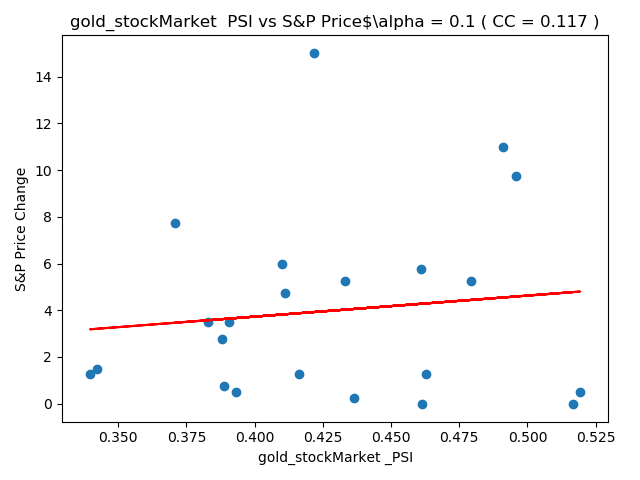 gold_stockMarket  PSI vs S&P Price$\alpha = 0.1 ( CC = 0.117 )
14
12
10
8
6
4
2
0
S&P Price Change
0.350 0.375 0.400 0.425 0.450 0.475 0.500 0.525
gold_stockMarket _PSI